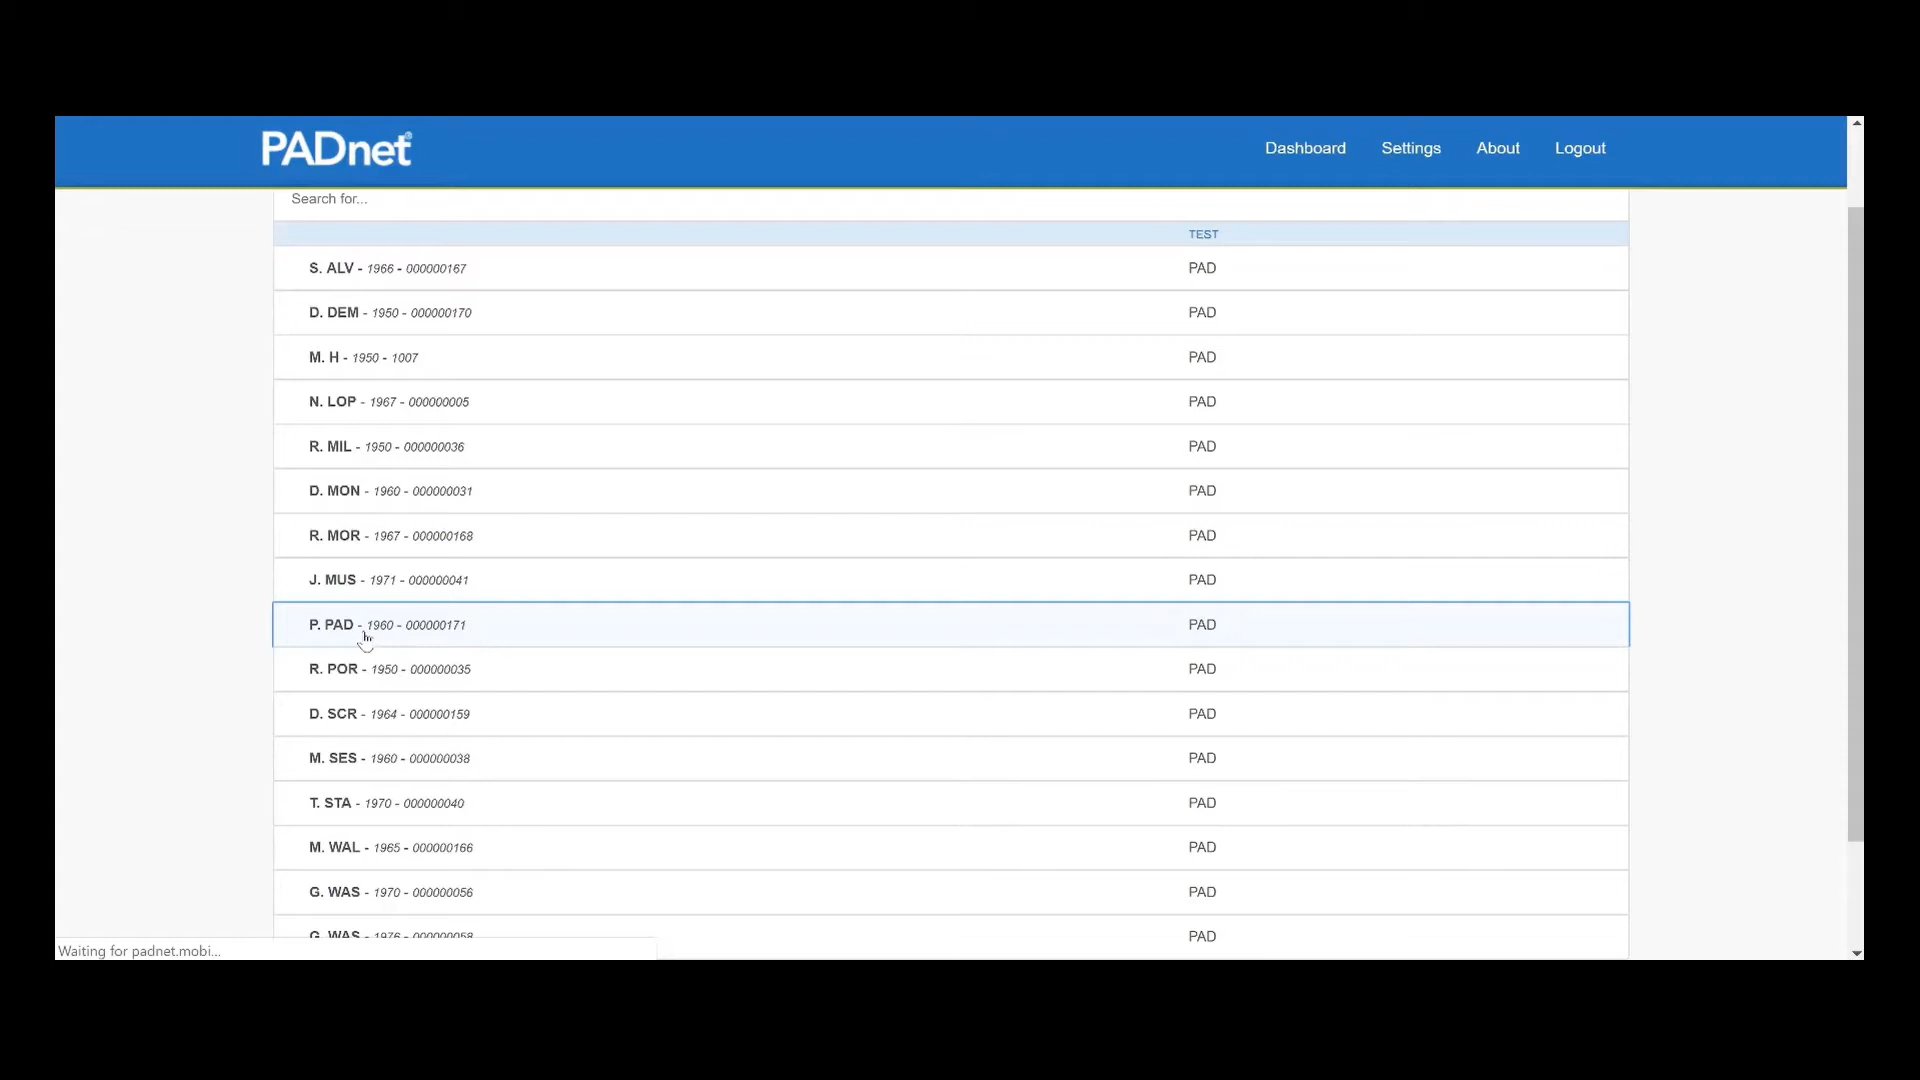 PADnet®
Dashboard Settings About Logout
Search for...
TEST
S. ALV - 1966 - 000000167 PAD
D. DEM - 1950 - 000000170 PAD
M. H - 1950 - 1007 PAD
N. LOP - 1967 - 000000005 PAD
R. MIL - 1950 - 000000036 PAD
D. MON - 1960 - 000000031 PAD
R. MOR - 1967 - 000000168 PAD
J. MUS - 1971 - 000000041 PAD
P. PAD - 1960 - 000000171 PAD
R. POR - 1950 - 000000035 PAD
D. SCR - 1964 - 000000159 PAD
M. SES - 1960 - 000000038 PAD
T. STA - 1970 - 000000040 PAD
M. WAL - 1965 - 000000166 PAD
G. WAS - 1970 - 000000056 PAD
G. WAS - 1976 - 000000058 PAD
Waiting for padnet.mobi...